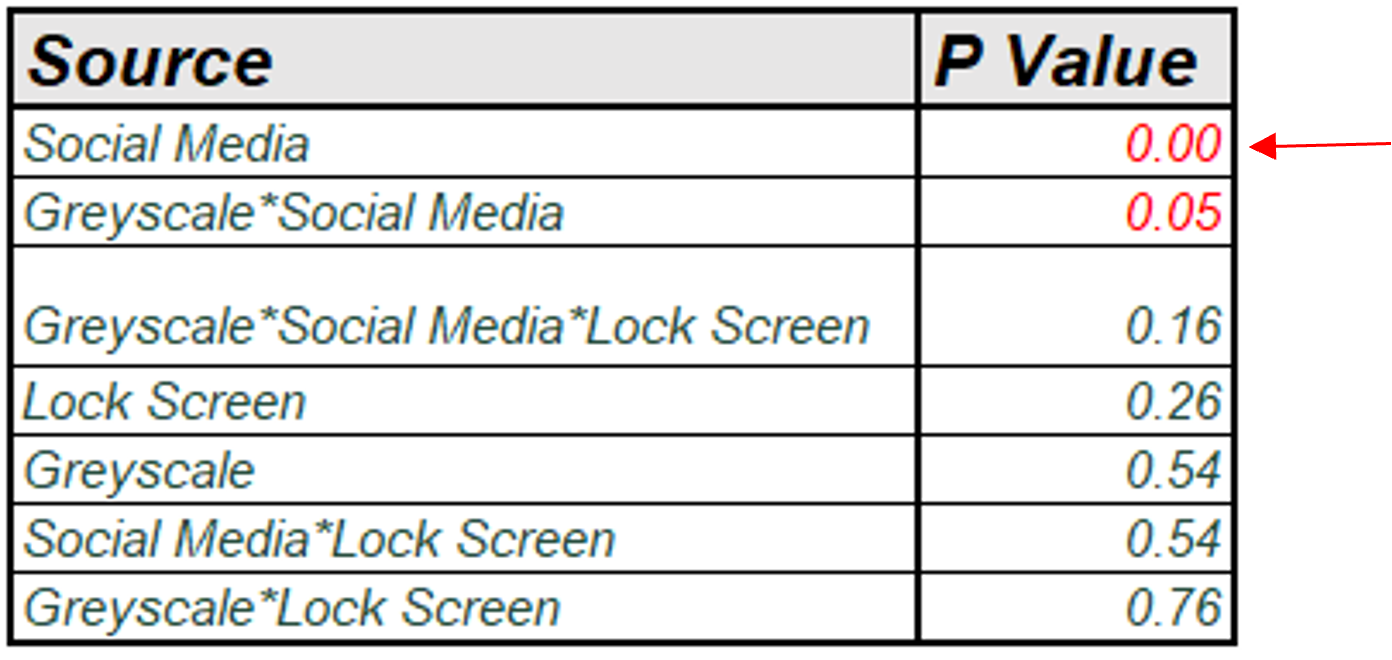 Source P Value
Social Media 0.00
Greyscale*Social Media 0.05
Greyscale*Social Media*Lock Screen 0.16
Lock Screen 0.26
Greyscale 0.54
Social Media*Lock Screen 0.54
Greyscale*Lock Screen 0.76